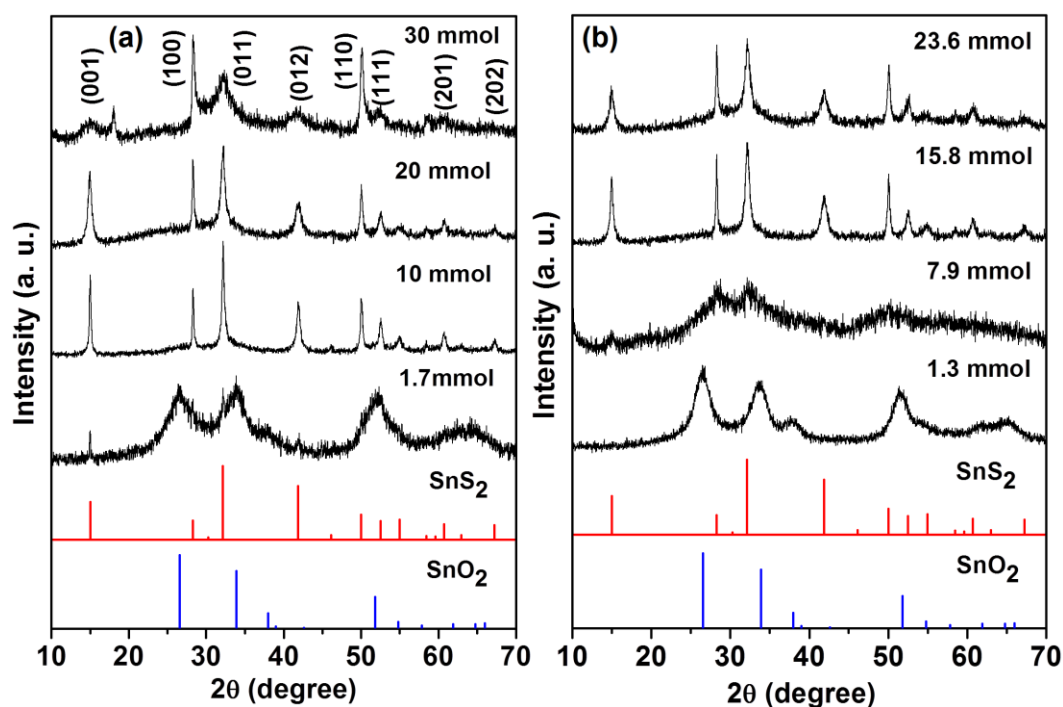 (a)
30 mmol
(001)
(100)
(011)
(012)
(110)
(111)
(201)
(202)
20 mmol
10 mmol
1.7mmol
SnS2
SnO2
Intensity (a. u.)
10 20 30 40 50 60 70
2θ (degree)
(b)
23.6 mmol
15.8 mmol
7.9 mmol
1.3 mmol
SnS2
SnO2
Intensity (a. u.)
10 20 30 40 50 60 70
2θ (degree)